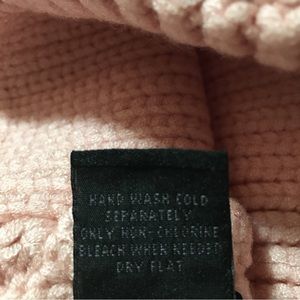 HAND WASH COLD
SEPARATELY
ONLY NON-CHLORINE
BLEACH WHEN NEEDED
DRY FLAT